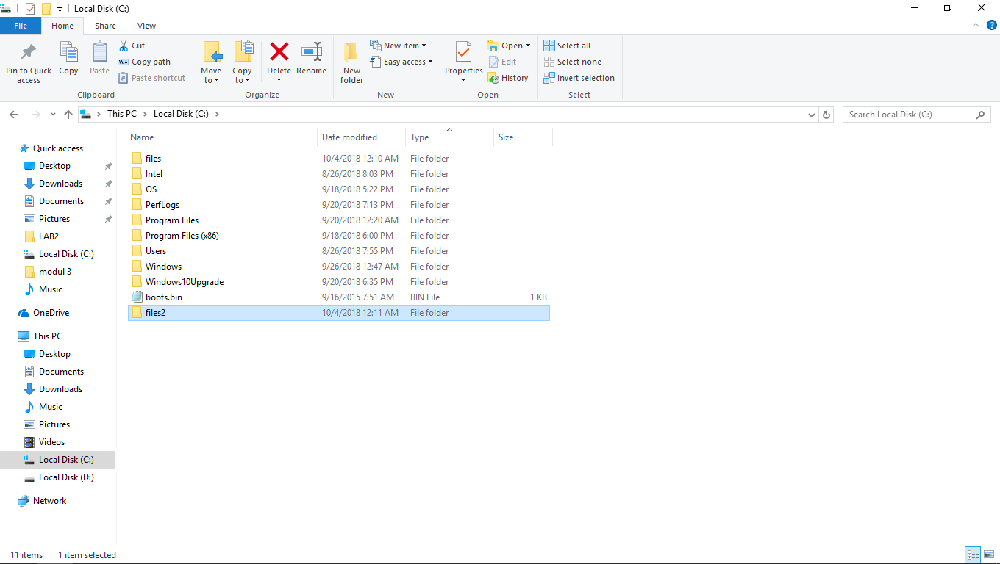 Local Disk (C:)
File Home Share View
Pin to Quick access
Copy
Paste
Cut
Copy path
Paste shortcut
Clipboard
Move to
Copy to
Delete
Rename
Organize
New folder
New item
Easy access
New
Properties
Open
Edit
History
Open
Select all
Select none
Invert selection
Select
This PC Local Disk (C:)
Search Local Disk (C:)
Quick access
Desktop
Downloads
Documents
Pictures
LAB2
Local Disk (C:)
modul 3
Music
OneDrive
This PC
Desktop
Documents
Downloads
Music
Pictures
Videos
Local Disk (C:)
Local Disk (D:)
Network
Name Date modified Type Size
files 10/4/2018 12:10 AM File folder
Intel 8/26/2018 8:03 PM File folder
OS 9/18/2018 5:22 PM File folder
PerfLogs 9/20/2018 7:13 PM File folder
Program Files 9/20/2018 12:20 AM File folder
Program Files (x86) 9/18/2018 6:00 PM File folder
Users 8/26/2018 7:55 PM File folder
Windows 9/26/2018 12:47 AM File folder
Windows10Upgrade 9/20/2018 6:35 PM File folder
boots.bin 9/16/2015 7:51 AM BIN File 1 KB
files2 10/4/2018 12:11 AM File folder
11 items 1 item selected